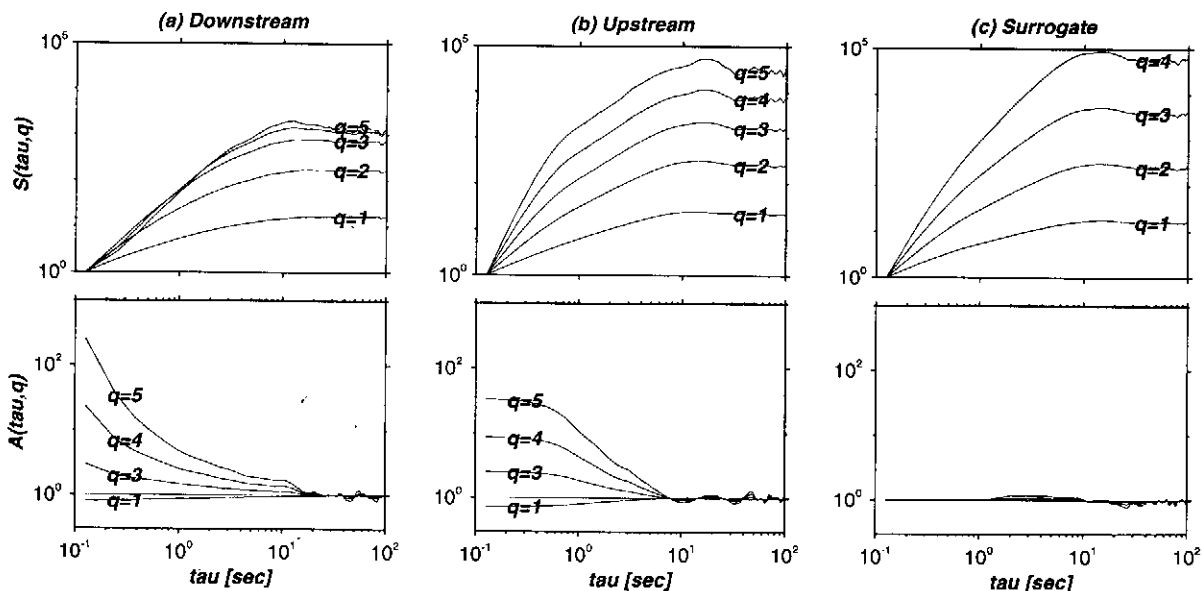 (a) Downstream
(b) Upstream
(c) Surrogate
10^5
S(tau,q)
q=5
q=3
q=2
q=1
10^0
10^5
q=5
q=4
q=3
q=2
q=1
10^0
10^5
q=4
q=3
q=2
q=1
10^0
A(tau,q)
10^2
q=5
q=4
q=3
q=1
10^0
10^-1
10^0
10^1
10^2
tau [sec]
10^2
q=5
q=4
q=3
q=1
10^0
10^-1
10^0
10^1
10^2
tau [sec]
10^2
10^0
10^-1
10^0
10^1
10^2
tau [sec]